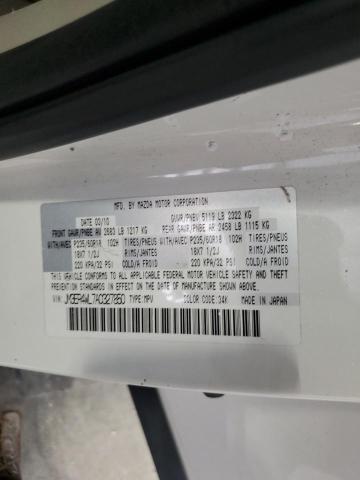 MFD. BY MAZDA MOTOR CORPORATION
DATE 03/10 GVWR/PNBV 5119 LB 2322 KG
FRONT GAWR/PNBE AV 2683 LB 1217 KG REAR GAWR/PNBE AR 2458 LB 1115 KG
WITH/AVEC P235/60R18 102H TIRES/PNEUS WITH/AVEC P235/60R18 102H TIRES/PNEUS
18X7 1/2J RIMS/JANTES 18X7 1/2J RIMS/JANTES
220 KPA/32 PSI COLD/A FROID 220 KPA/32 PSI COLD/A FROID
THIS VEHICLE CONFORMS TO ALL APPLICABLE FEDERAL MOTOR VEHICLE SAFETY AND
THEFT PREVENTION STANDARDS IN EFFECT ON THE DATE OF MANUFACTURE SHOWN ABOVE.
VIN: TYPE:MPV COLOR CODE:34K MADE IN JAPAN